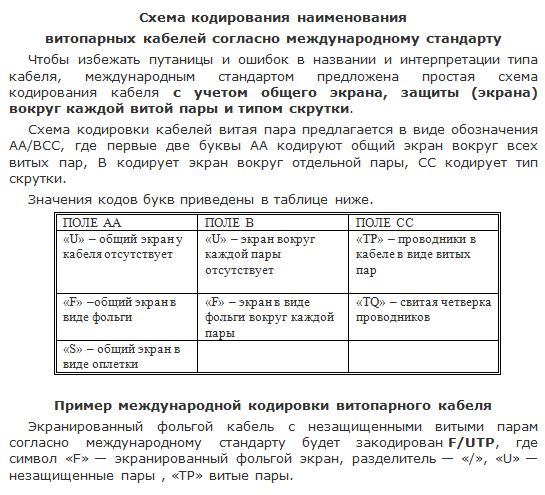 Схема кодирования наименования
витопарных кабелей согласно международному стандарту
Чтобы избежать путаницы и ошибок в названии и интерпретации типа
кабеля, международным стандартом предложена простая схема
кодирования кабеля с учетом общего экрана, защиты (экрана)
вокруг каждой витой пары и типом скрутки.
Схема кодировки кабелей витая пара предлагается в виде обозначения
AA/BCC, где первые две буквы AA кодируют общий экран вокруг всех
витых пар, B кодирует экран вокруг отдельной пары, CC кодирует тип
скрутки.
Значения кодов букв приведены в таблице ниже.
ПОЛЕ AA ПОЛЕ B ПОЛЕ CC
«U» – общий экран у «U» – экран вокруг «TP» – проводники в
кабеля отсутствует каждой пары кабеле в виде витых
отсутствует пар
«F» –общий экран в «F» – экран в виде «TQ» – свитая четверка
виде фольги фольги вокруг каждой проводников
пары
«S» – общий экран в
виде оплетки
Пример международной кодировки витопарного кабеля
Экранированный фольгой кабель с незащищенными витыми парам
согласно международному стандарту будет закодирован F/UTP, где
символ «F» — экранированный фольгой экран, разделитель — «/», «U» —
незащищенные пары , «TP» витые пары.